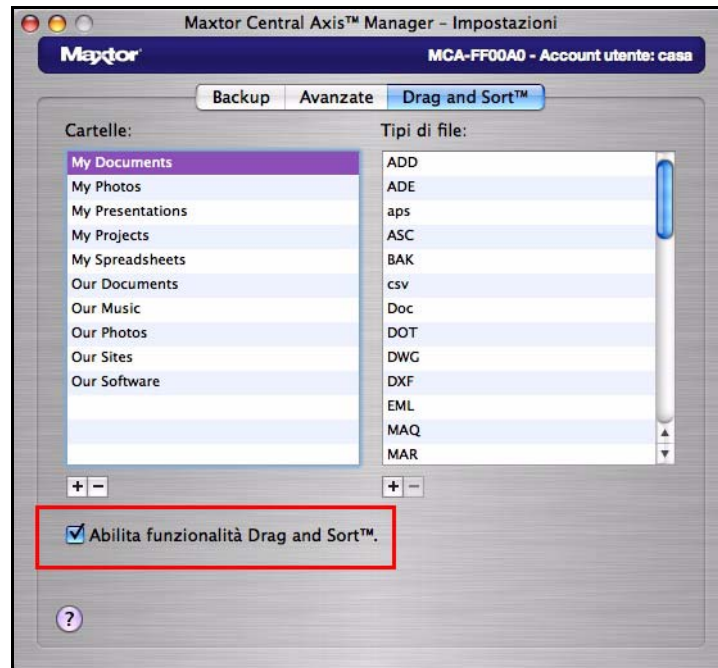 Maxtor Central Axis™ Manager – Impostazioni
Maxtor
MCA-FF00A0 - Account utente: casa
Backup
Avanzate
Drag and Sort™
Cartelle:
My Documents
My Photos
My Presentations
My Projects
My Spreadsheets
Our Documents
Our Music
Our Photos
Our Sites
Our Software
Tipi di file:
ADD
ADE
aps
ASC
BAK
csv
Doc
DOT
DWG
DXF
EML
MAQ
MAR
+ −
+ −
Abilita funzionalità Drag and Sort™.
?